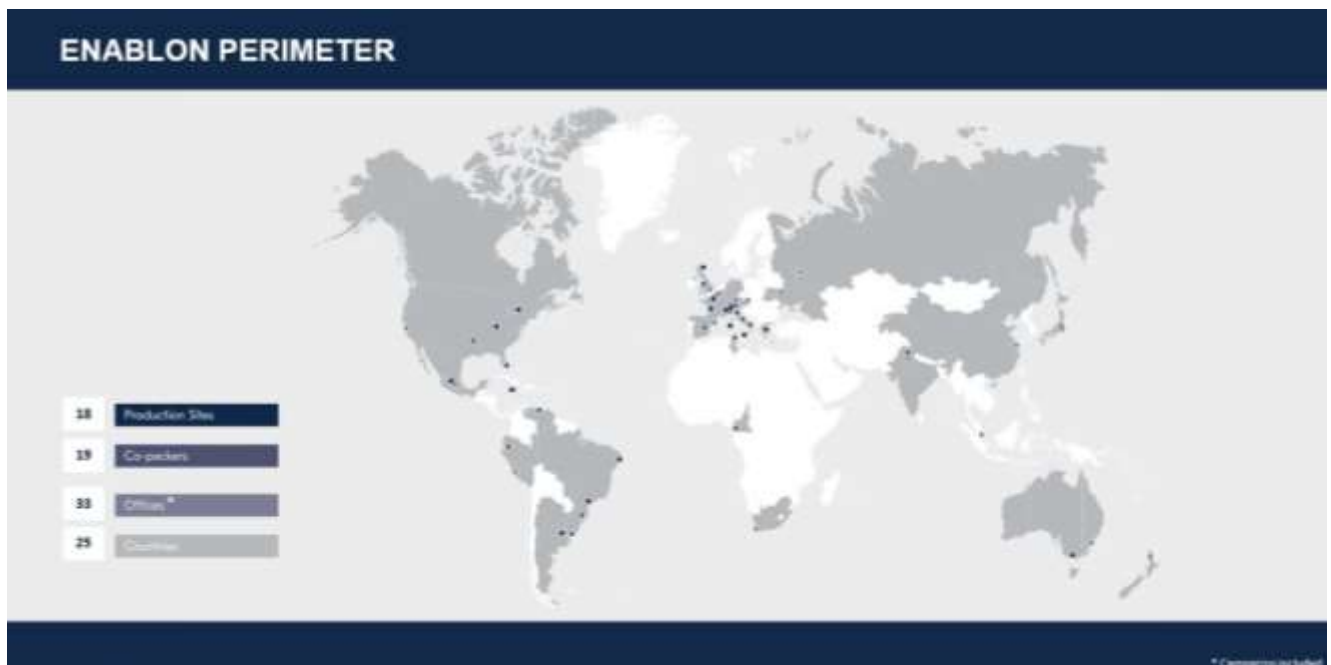 ENABLON PERIMETER
18 Production Sites
19 Co-packers
33 Offices *
25 Countries